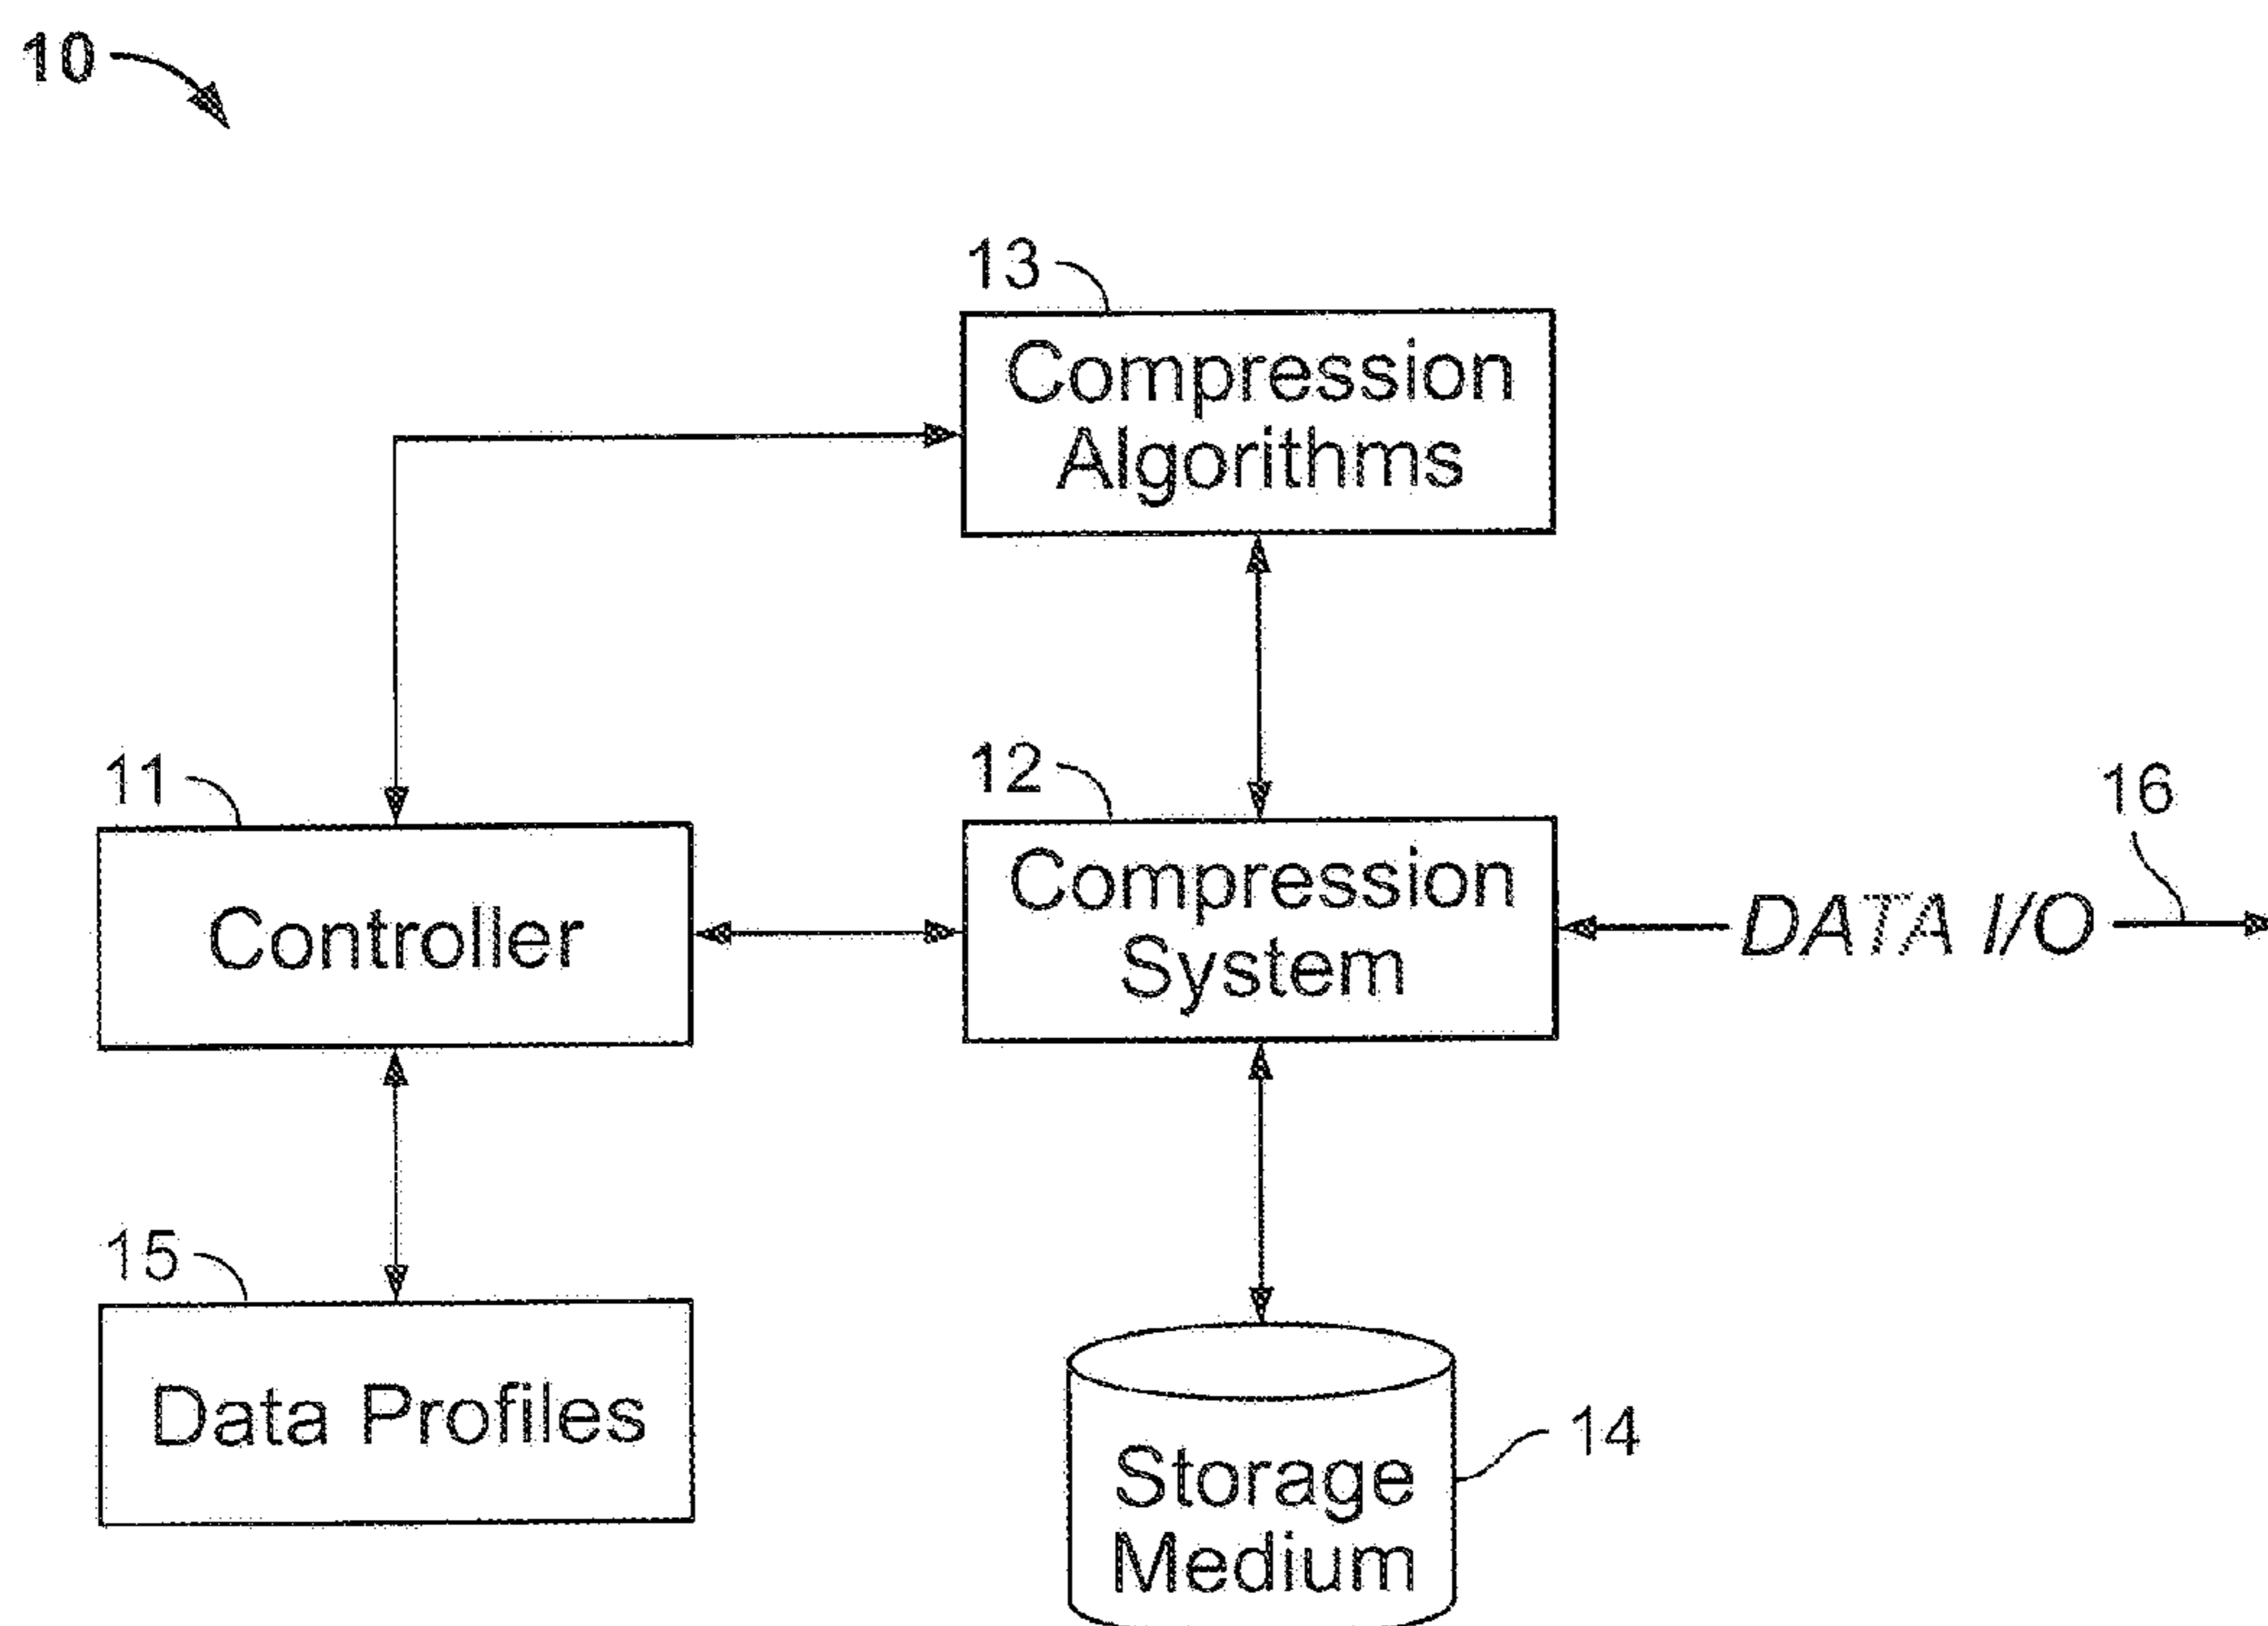 10
13
Compression
Algorithms
11
12
16
Controller
Compression
System
DATA I/O
15
Data Profiles
14
Storage
Medium